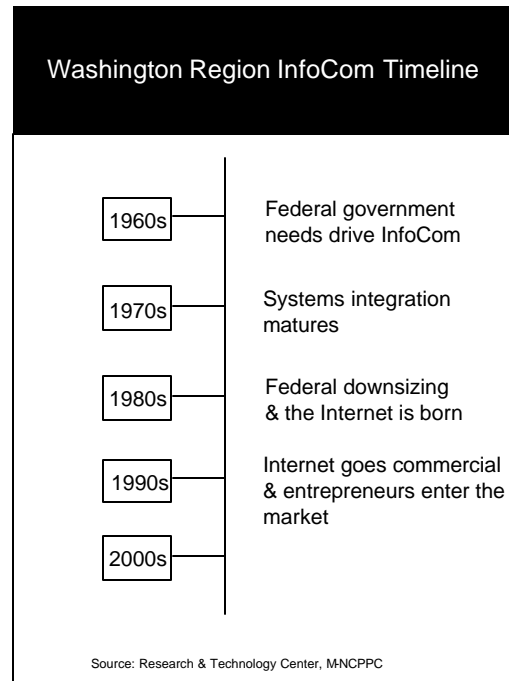 Washington Region InfoCom Timeline
1960s
Federal government
needs drive InfoCom
1970s
Systems integration
matures
1980s
Federal downsizing
& the Internet is born
1990s
Internet goes commercial
& entrepreneurs enter the
market
2000s
Source: Research & Technology Center, M-NCPPC